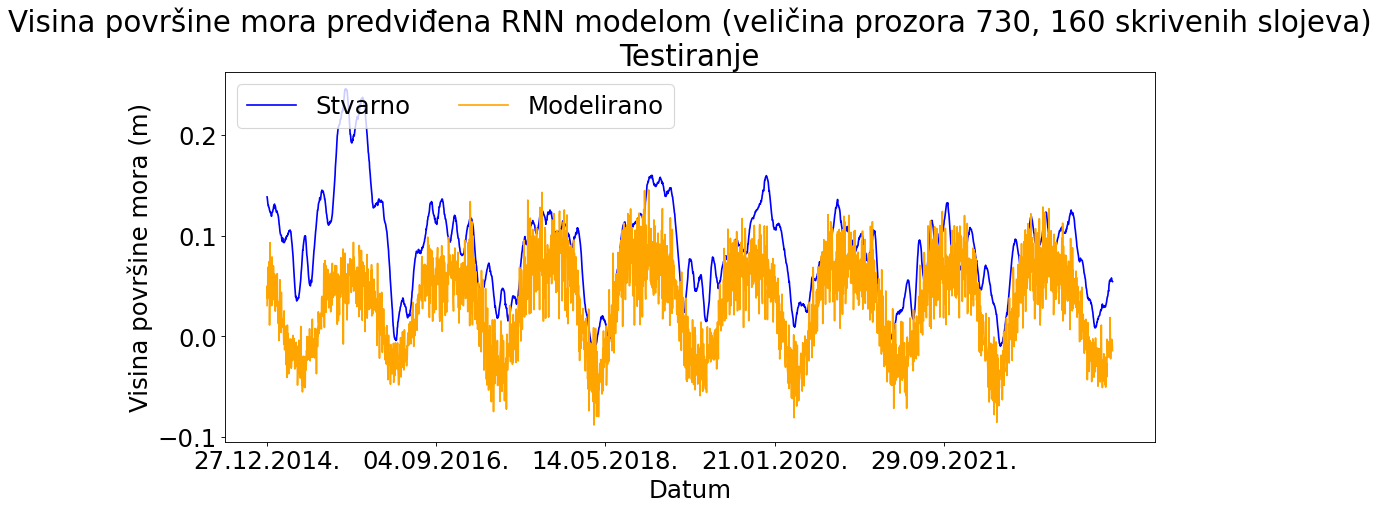 Visina površine mora predviđena RNN modelom (veličina prozora 730, 160 skrivenih slojeva)
Testiranje
Stvarno
Modelirano
Visina površine mora (m)
0.2
0.1
0.0
−0.1
27.12.2014.
04.09.2016.
14.05.2018.
21.01.2020.
29.09.2021.
Datum